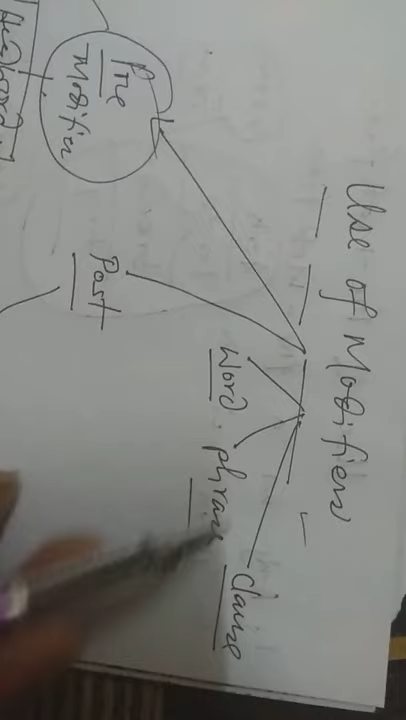 Use of Modifiers
Pre
Modifier
Post
Word
phrase
clause